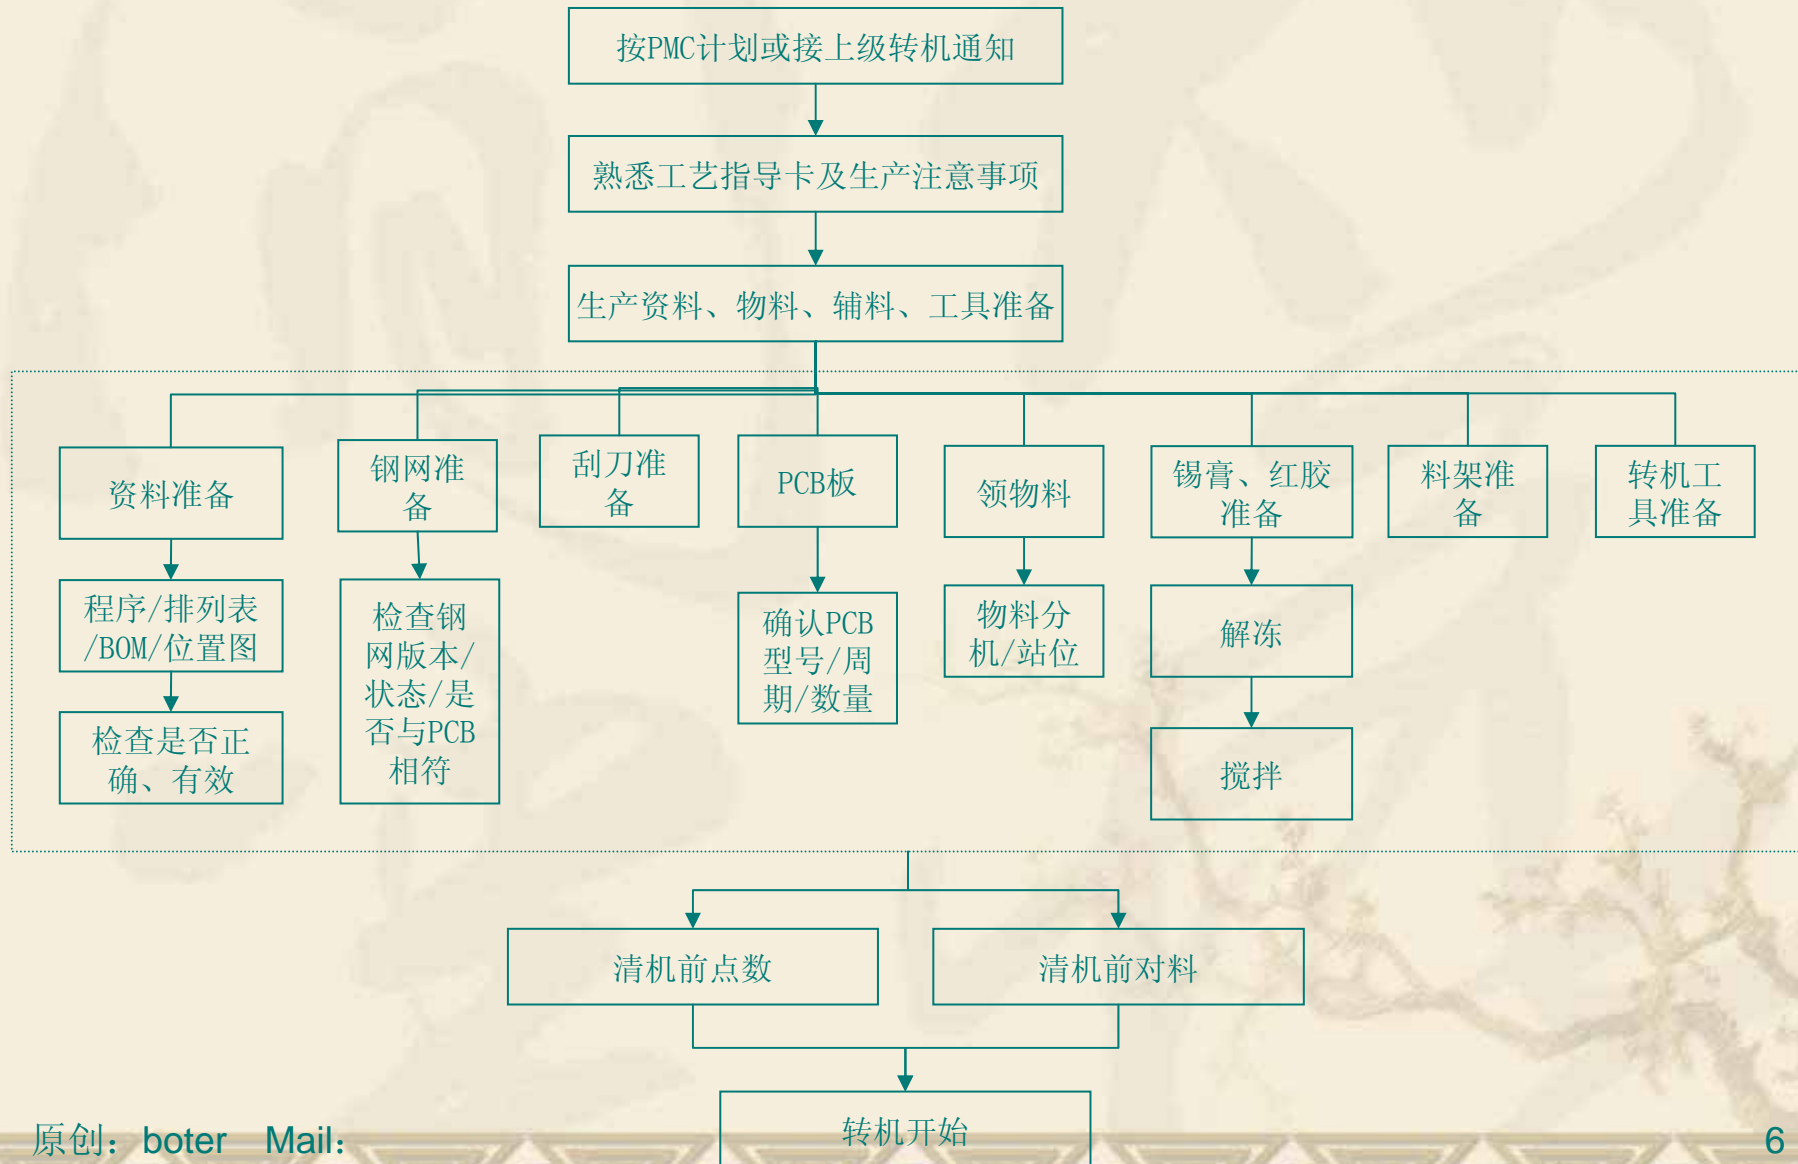 按PMC计划或接上级转机通知
熟悉工艺指导卡及生产注意事项
生产资料、物料、辅料、工具准备
资料准备
钢网准
备
刮刀准
备
PCB板
领物料
锡膏、红胶
准备
料架准
备
转机工
具准备
程序/排列表
/BOM/位置图
检查钢
网版本/
状态/是
否与PCB
相符
确认PCB
型号/周
期/数量
物料分
机/站位
解冻
检查是否正
确、有效
搅拌
清机前点数
清机前对料
转机开始
原创：boter Mail：
6